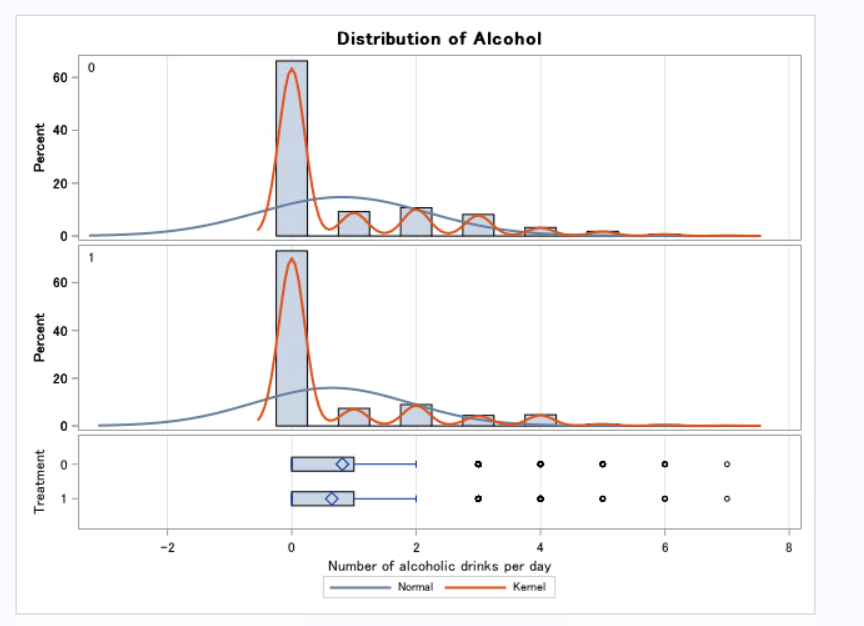 Distribution of Alcohol
0
Percent
60
40
20
0
1
Percent
60
40
20
0
Treatment
0
1
−2 0 2 4 6 8
Number of alcoholic drinks per day
Normal Kernel